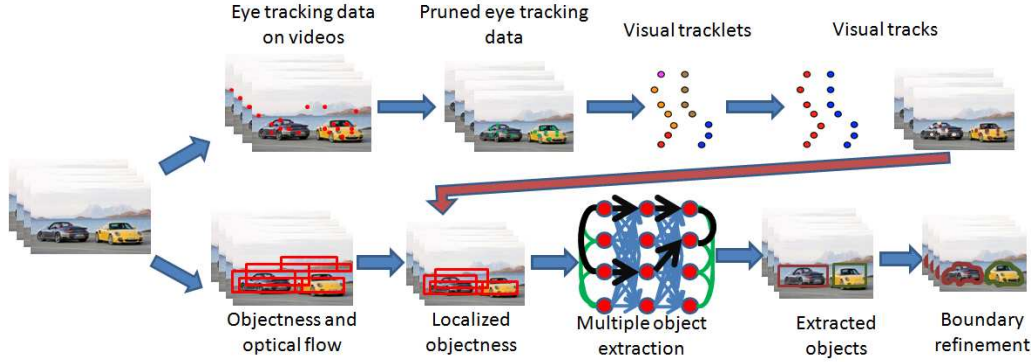 Eye tracking data
on videos
Pruned eye tracking
data
Visual tracklets
Visual tracks
Objectness and
optical flow
Localized
objectness
Multiple object
extraction
Extracted
objects
Boundary
refinement